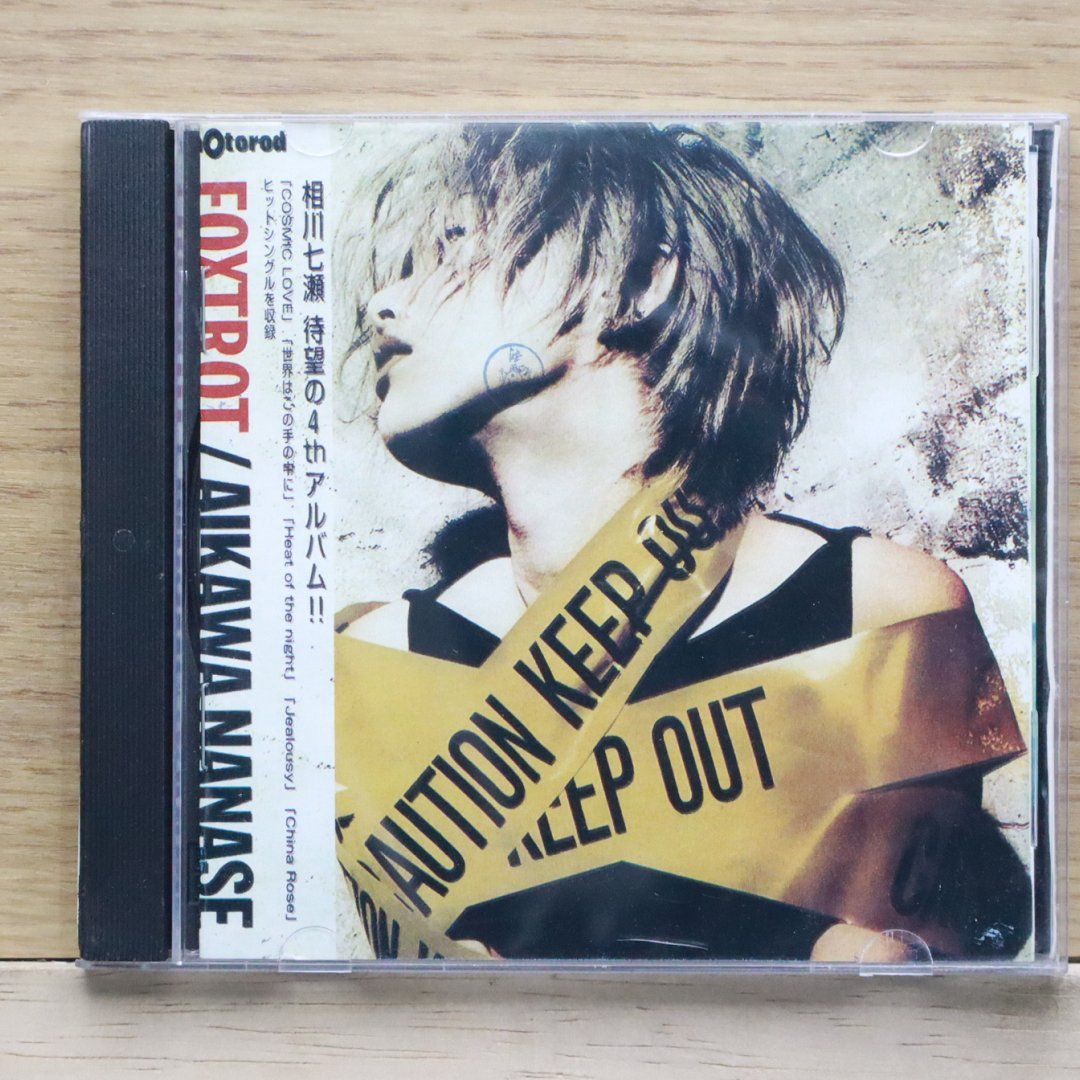 motorod
FOXTROT / AIKAWA NANASE
相川七瀬 待望の4thアルバム!!
「COSMIC LOVE」「世界はこの手の中に」「Heat of the night」「Jealousy」「China Rose」
ヒットシングルを収録
CAUTION KEEP OUT
KEEP OUT